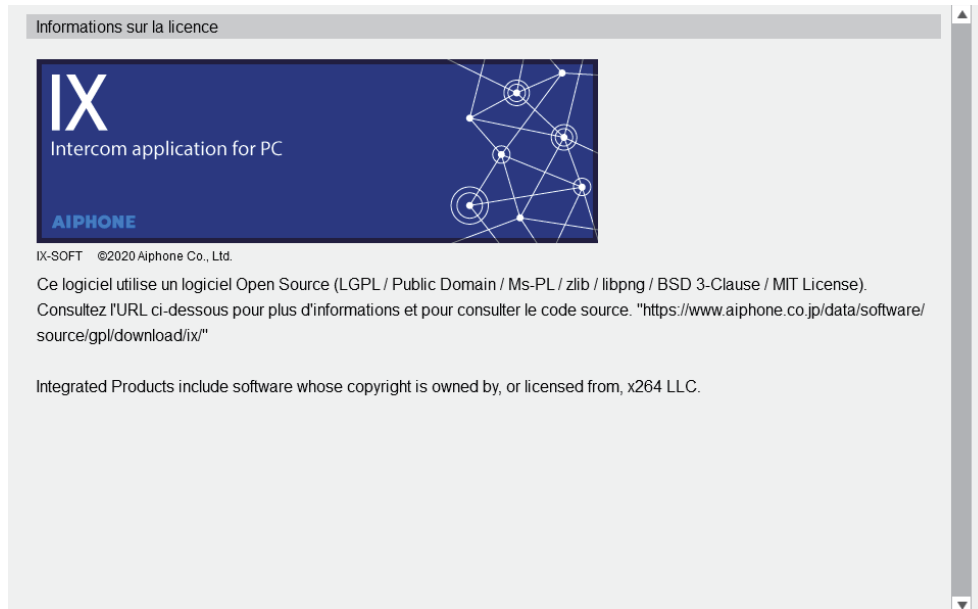 Informations sur la licence
IX
Intercom application for PC
AIPHONE
IX-SOFT ©2020 Aiphone Co., Ltd.
Ce logiciel utilise un logiciel Open Source (LGPL / Public Domain / Ms-PL / zlib / libpng / BSD 3-Clause / MIT License).
Consultez l'URL ci-dessous pour plus d'informations et pour consulter le code source. "https://www.aiphone.co.jp/data/software/
source/gpl/download/ix/"
Integrated Products include software whose copyright is owned by, or licensed from, x264 LLC.